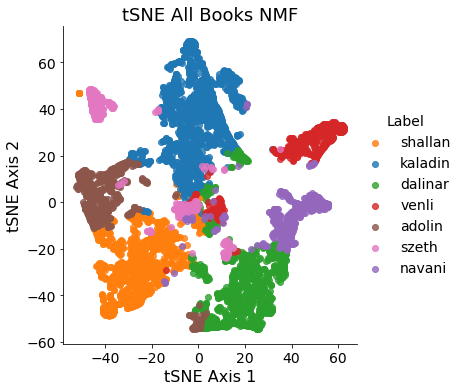 tSNE All Books NMF
60
40
20
0
−20
−40
−60
tSNE Axis 2
−40 −20 0 20 40 60
tSNE Axis 1
Label
shallan
kaladin
dalinar
venli
adolin
szeth
navani